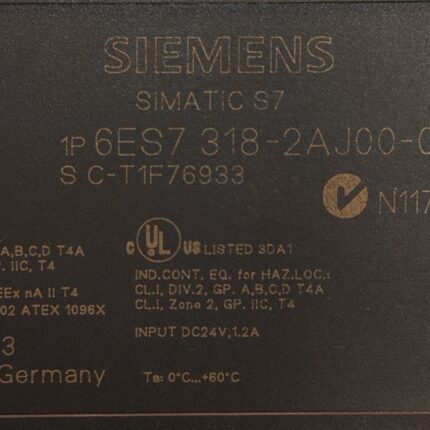 SIEMENS
SIMATIC S7
1P 6ES7 318-2AJ00-0
S C-T1F76933
N117
A,B,C,D T4A
P. IIC, T4
EEx nA II T4
02 ATEX 1096X
3
Germany
C UL US LISTED 3DA1
IND.CONT. EQ. for HAZ.LOC.:
CL.I, DIV.2, GP. A,B,C,D T4A
CL.I, Zone 2, GP. IIC, T4
INPUT DC24V,1.2A
Ta: 0°C...+60°C